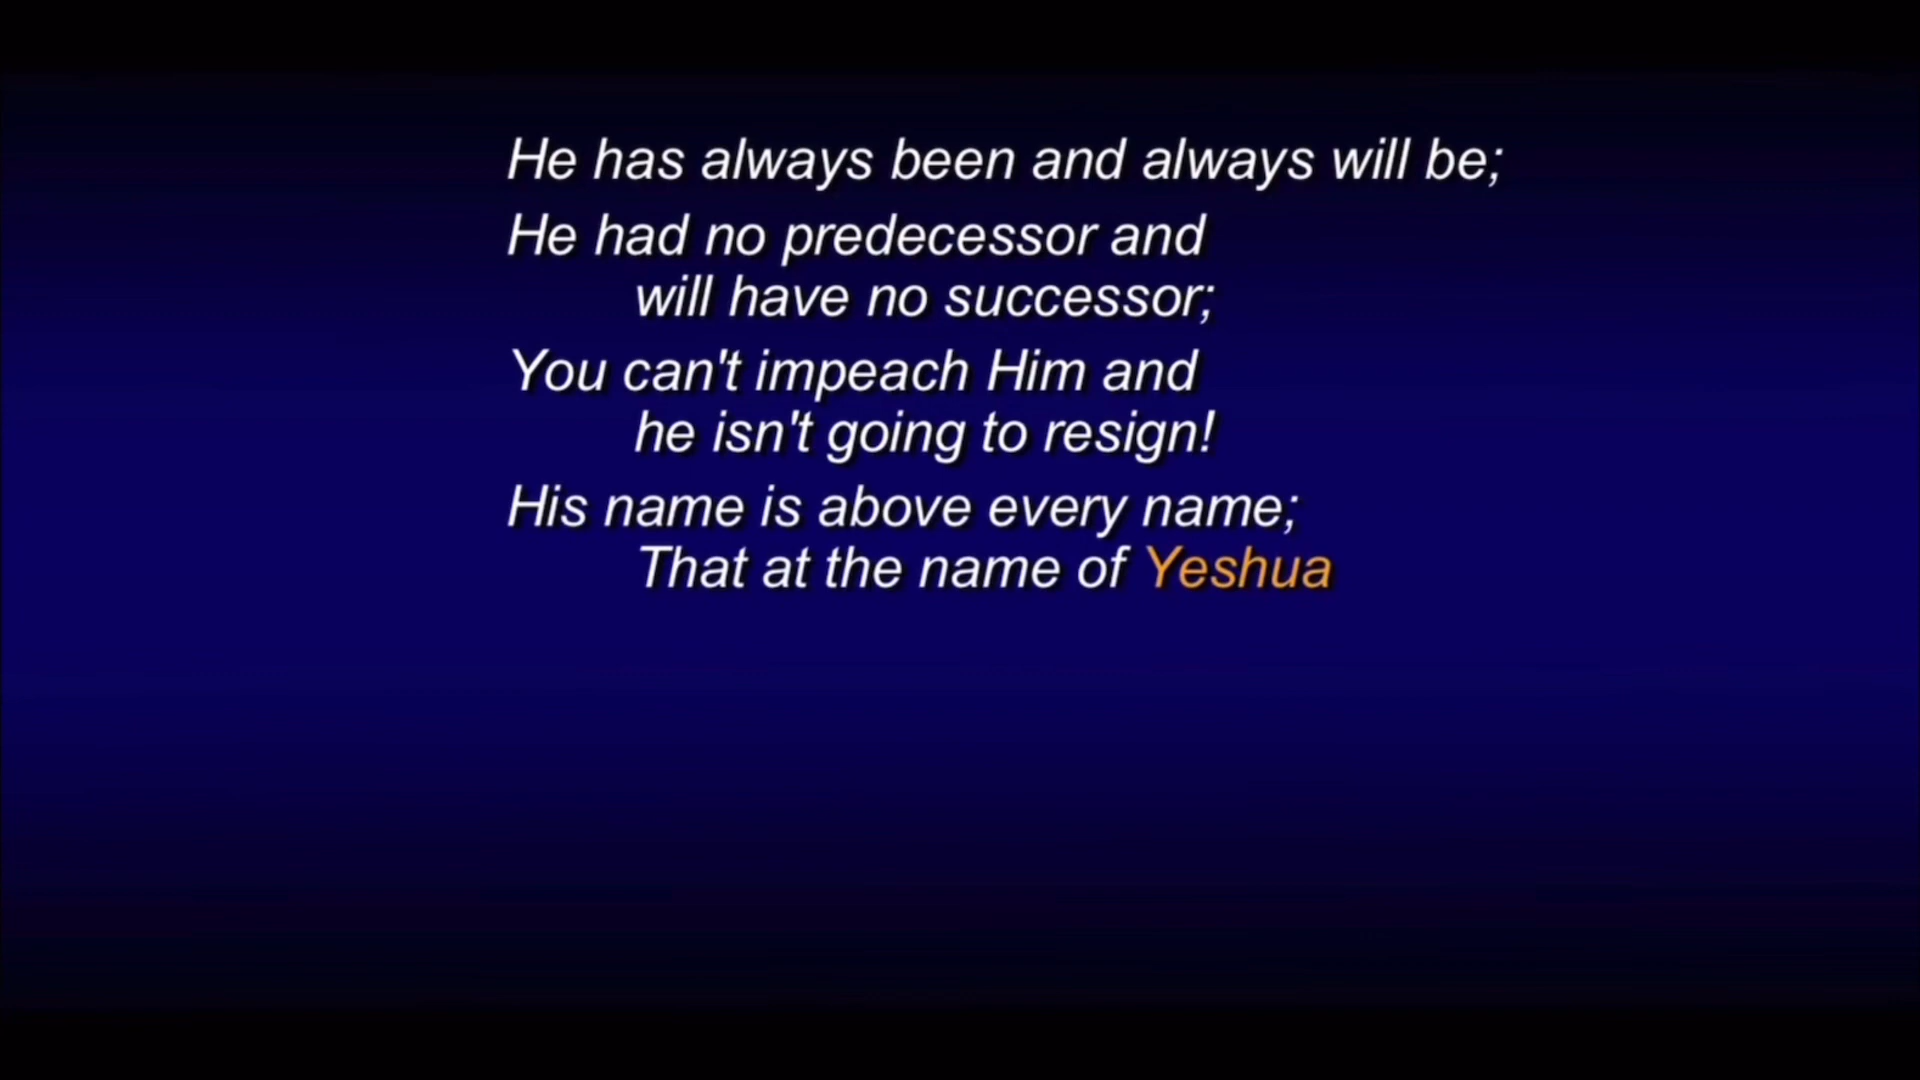 He has always been and always will be;
He had no predecessor and
will have no successor;
You can't impeach Him and
he isn't going to resign!
His name is above every name;
That at the name of Yeshua